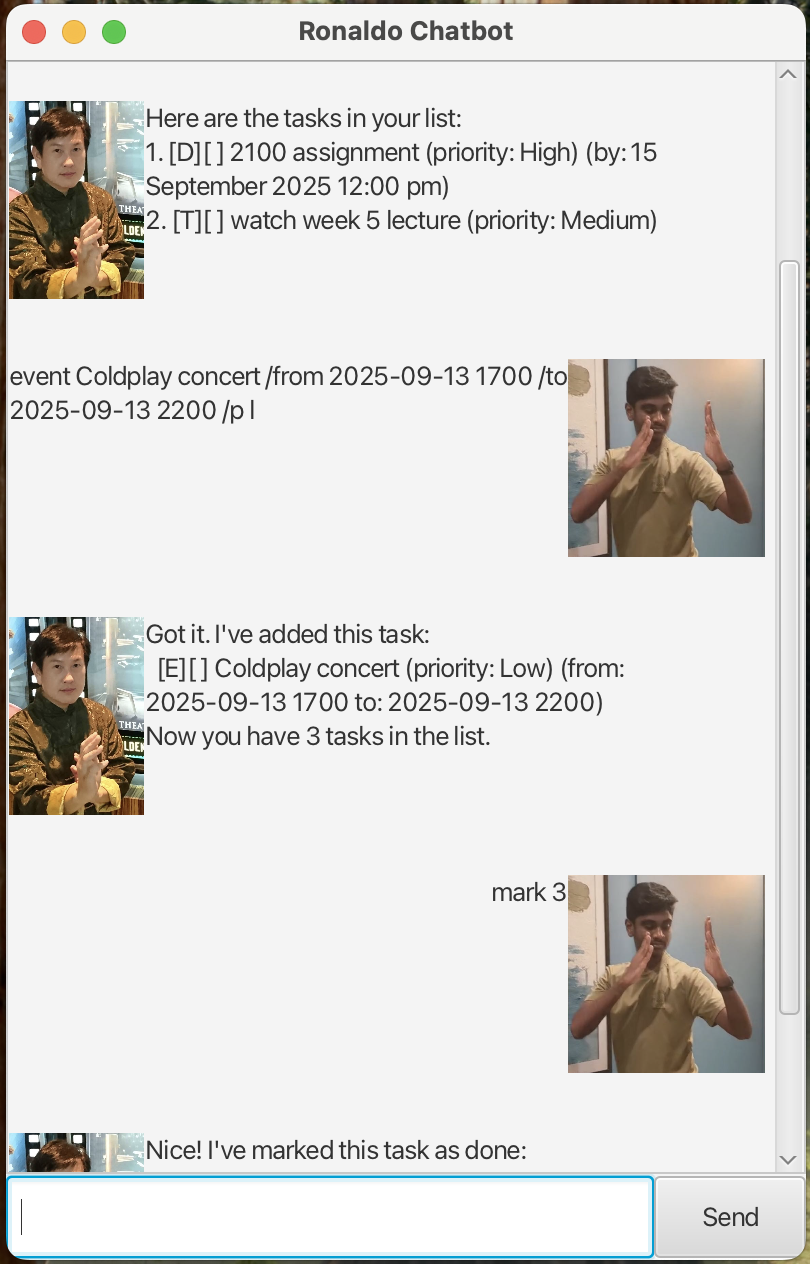 Ronaldo Chatbot
Here are the tasks in your list:
1. [D][ ] 2100 assignment (priority: High) (by: 15
September 2025 12:00 pm)
2. [T][ ] watch week 5 lecture (priority: Medium)
event Coldplay concert /from 2025-09-13 1700 /to
2025-09-13 2200 /p l
Got it. I've added this task:
[E][ ] Coldplay concert (priority: Low) (from:
2025-09-13 1700 to: 2025-09-13 2200)
Now you have 3 tasks in the list.
mark 3
Nice! I've marked this task as done:
Send